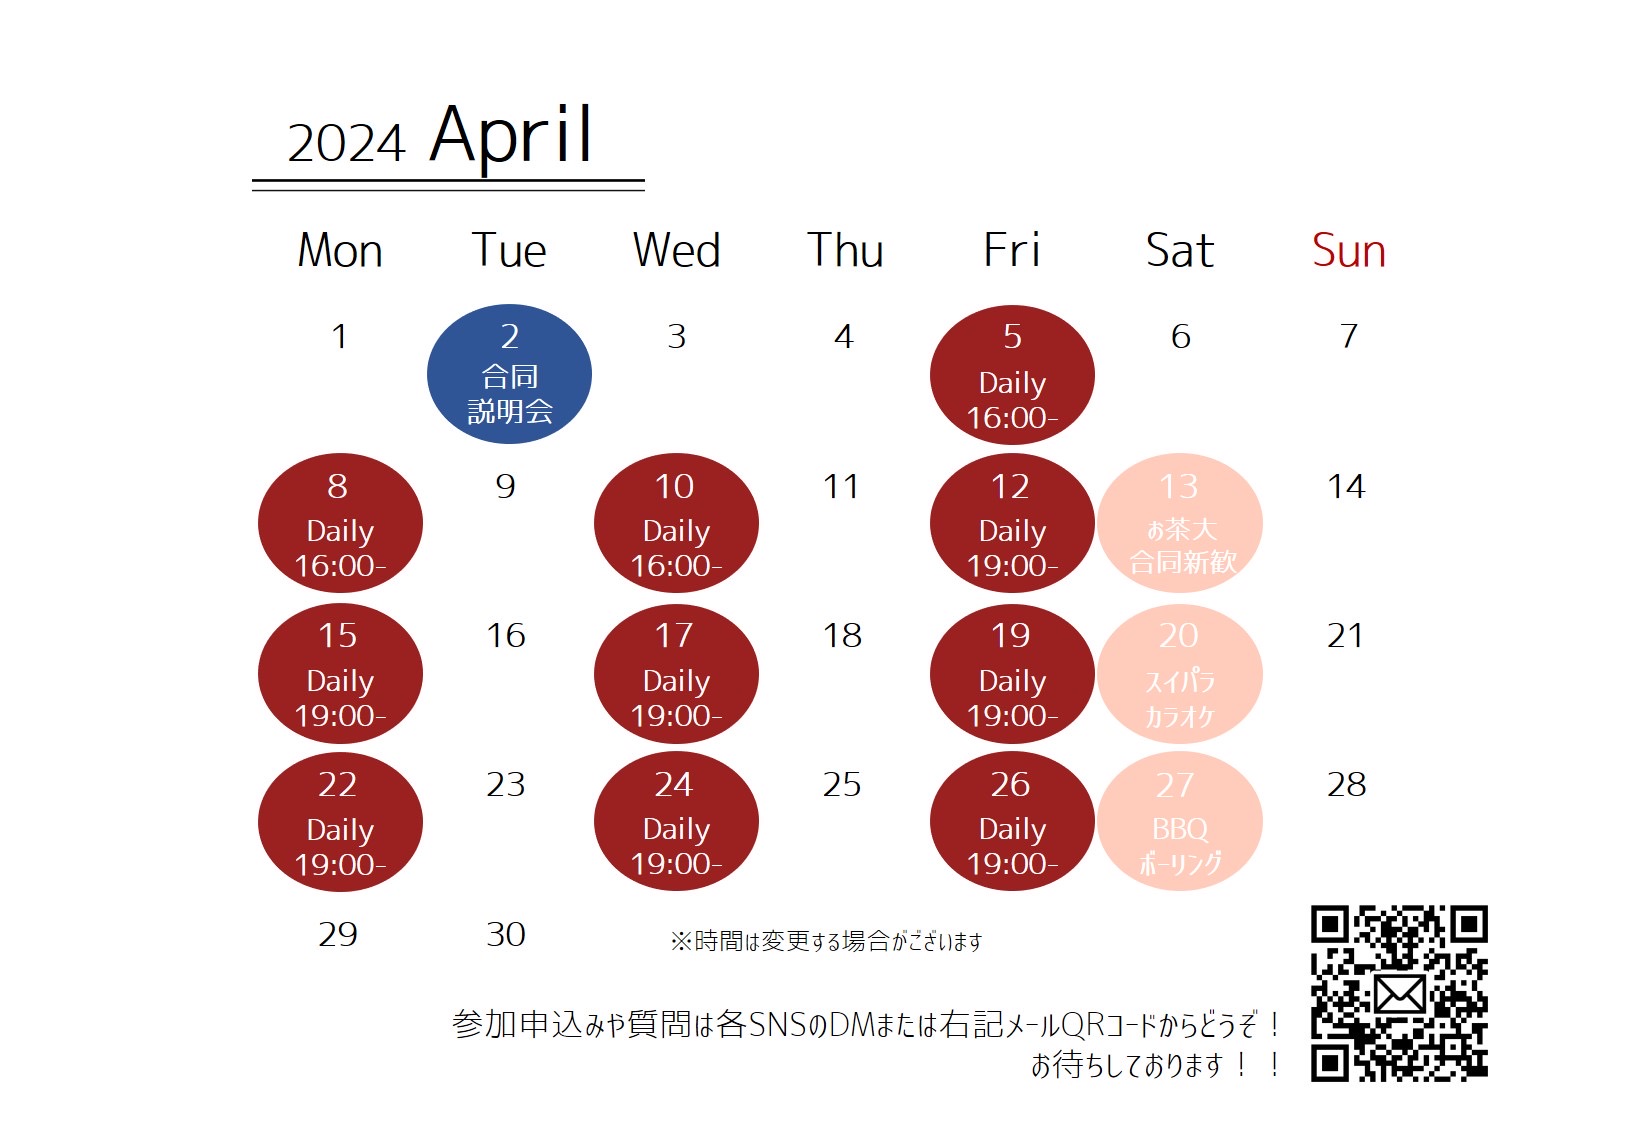 2024 April
Mon Tue Wed Thu Fri Sat Sun
1 2 3 4 5 6 7
合同
説明会
Daily
16:00-
8 9 10 11 12 13 14
Daily Daily Daily お茶大
16:00- 16:00- 19:00- 合同新歓
15 16 17 18 19 20 21
Daily Daily Daily スイパラ
19:00- 19:00- 19:00- カラオケ
22 23 24 25 26 27 28
Daily Daily Daily BBQ
19:00- 19:00- 19:00- ボーリング
29 30 ※時間は変更する場合がございます
参加申込みや質問は各SNSのDMまたは右記メールQRコードからどうぞ！
お待ちしております！！